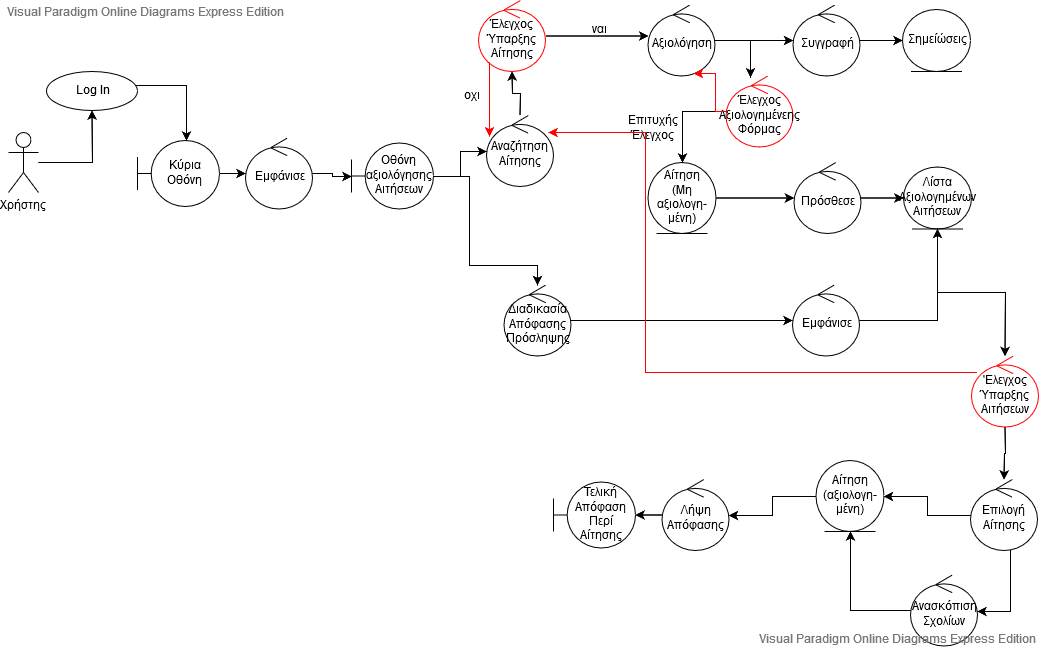 Visual Paradigm Online Diagrams Express Edition
Έλεγχος
Ύπαρξης
Αίτησης
ναι
Αξιολόγηση
Συγγραφή
Σημείώσεις
Log In
οχι
Έλεγχος
Αξιολογημένεης
Φόρμας
Επιτυχής
Έλεγχος
Αναζήτηση
Αίτησης
Οθόνη
αξιολόγησης
Αιτήσεων
Κύρια
Οθόνη
Εμφάνισε
Χρήστης
Αίτηση
(Μη
αξιολογη-
μένη)
Πρόσθεσε
Λίστα
Αξιολογημένων
Αιτήσεων
Διαδικασία
Απόφασης
Πρόσληψης
Εμφάνισε
Έλεγχος
Ύπαρξης
Αιτήσεων
Τελική
Απόφαση
Περί
Αίτησης
Λήψη
Απόφασης
Αίτηση
(αξιολογη-
μένη)
Επιλογή
Αίτησης
Ανασκόπιση
Σχολίων
Visual Paradigm Online Diagrams Express Edition